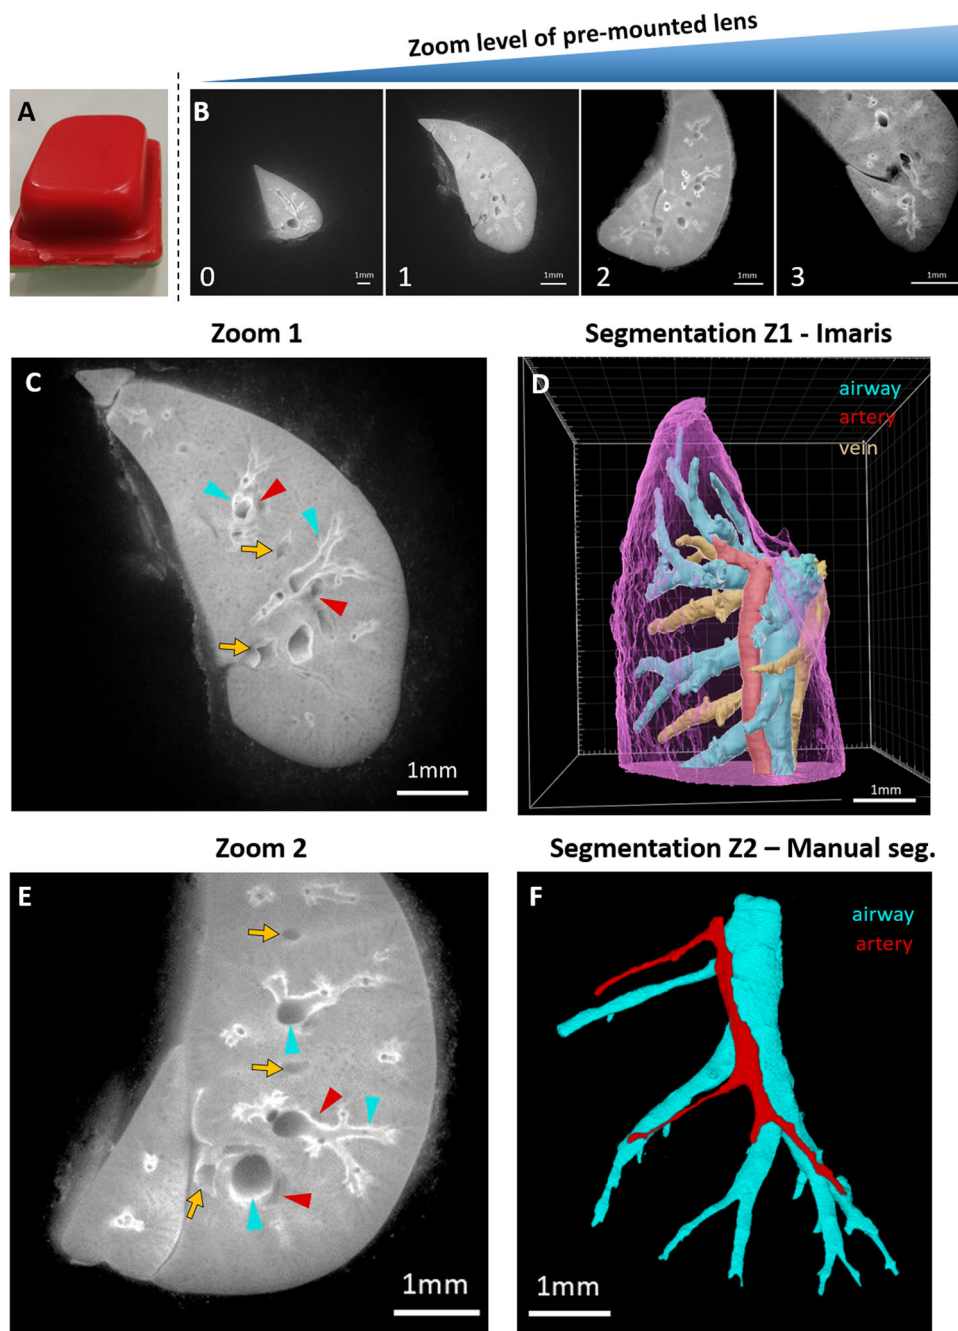 Zoom level of pre-mounted lens
A
B
0
1mm
1
1mm
2
1mm
3
1mm
Zoom 1
Segmentation Z1 - Imaris
C
1mm
D
airway
artery
vein
1mm
Zoom 2
Segmentation Z2 – Manual seg.
E
1mm
F
airway
artery
1mm